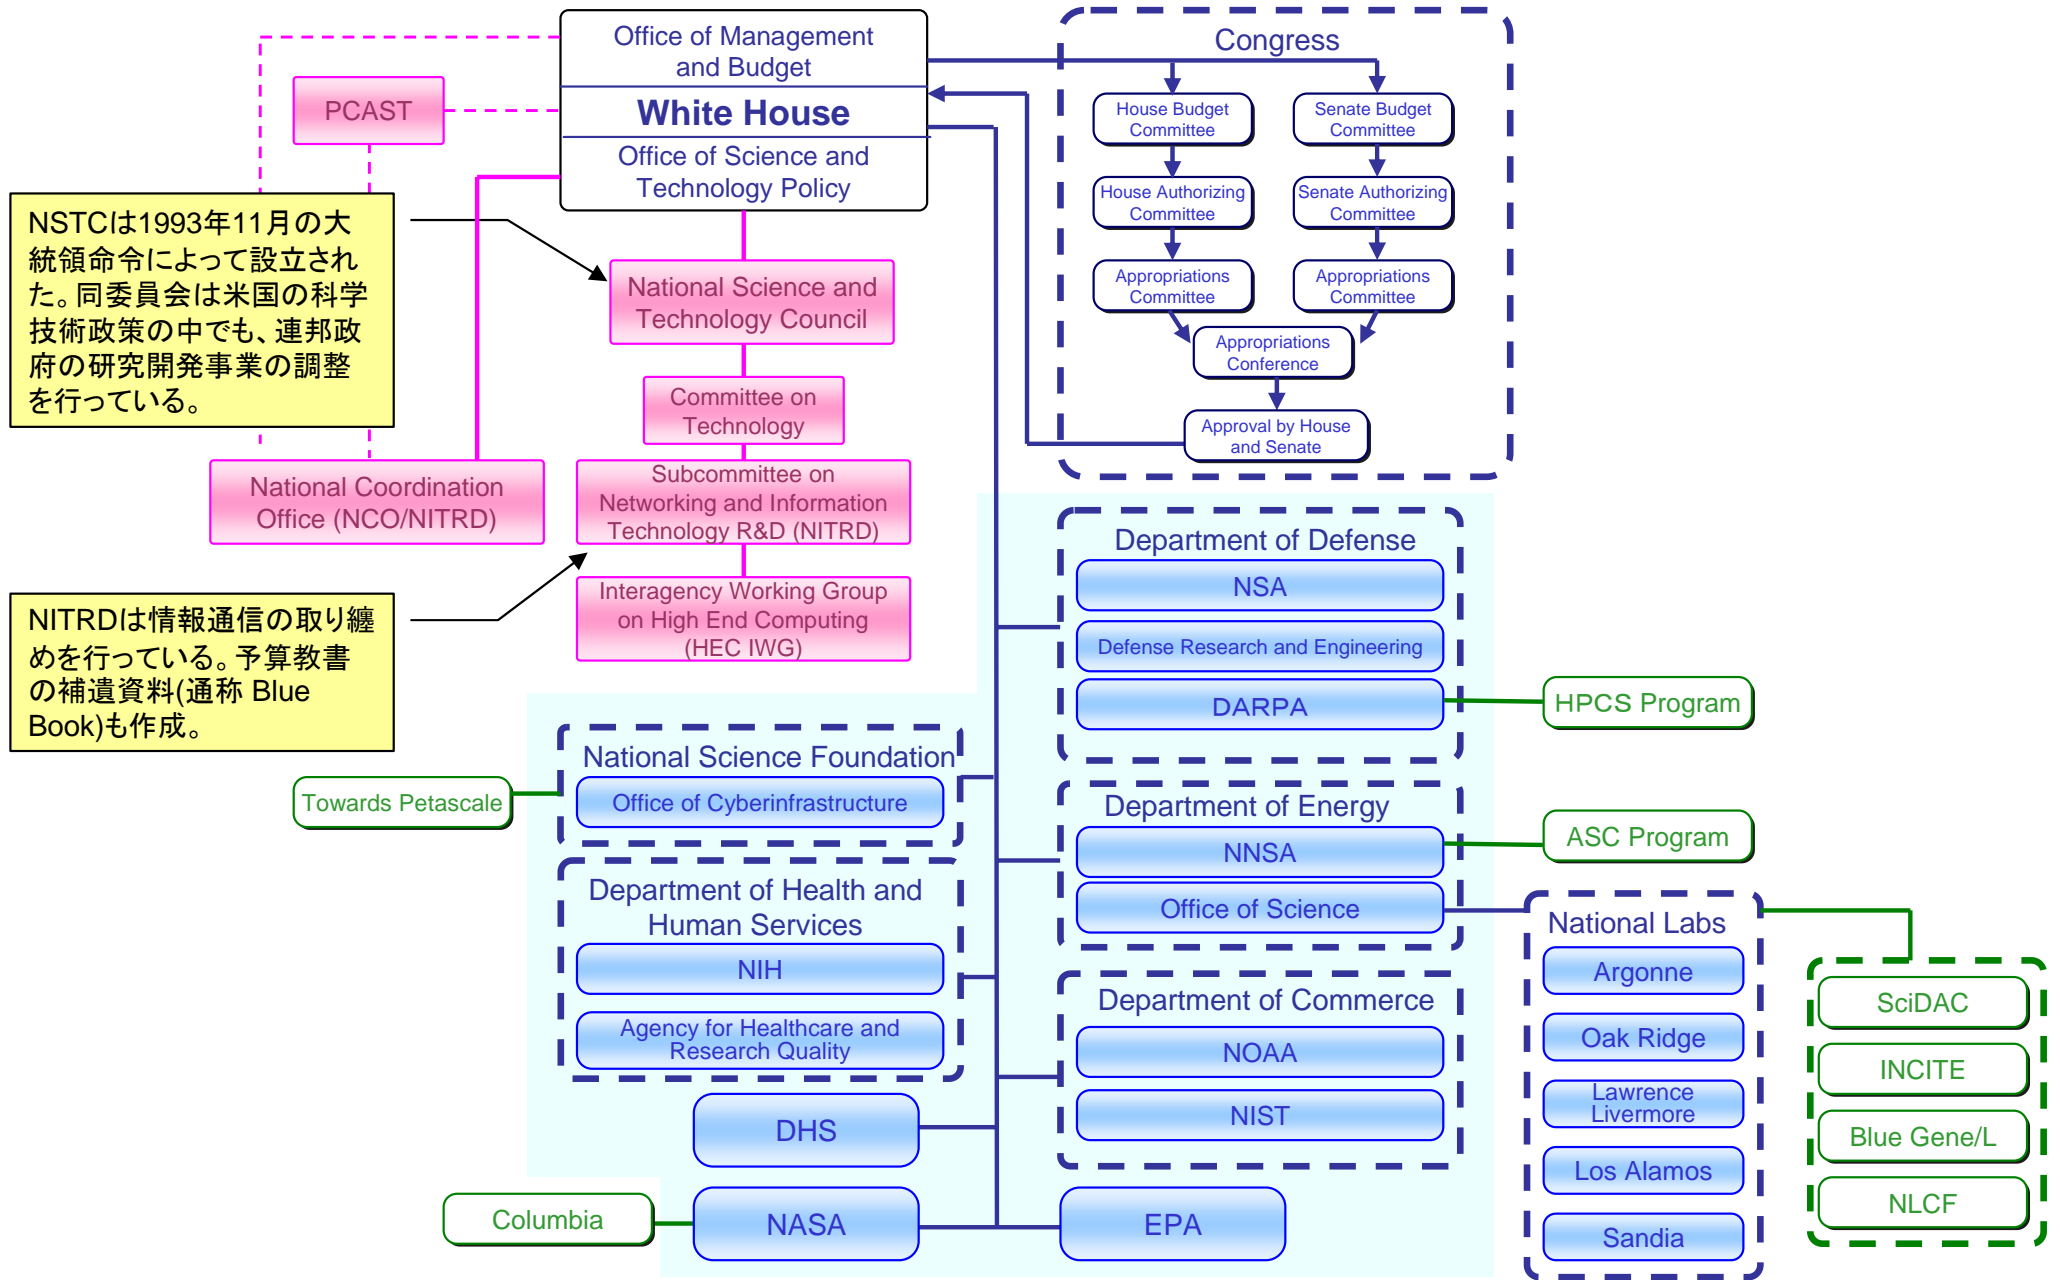 Office of Management
and Budget
White House
Office of Science and
Technology Policy
PCAST
NSTCは1993年11月の大
統領命令によって設立され
た。同委員会は米国の科学
技術政策の中でも、連邦政
府の研究開発事業の調整
を行っている。
National Science and
Technology Council
Committee on
Technology
Subcommittee on
Networking and Information
Technology R&D (NITRD)
National Coordination
Office (NCO/NITRD)
Interagency Working Group
on High End Computing
(HEC IWG)
NITRDは情報通信の取り纏
めを行っている。予算教書
の補遺資料(通称 Blue
Book)も作成。
Congress
House Budget
Committee
Senate Budget
Committee
House Authorizing
Committee
Senate Authorizing
Committee
Appropriations
Committee
Appropriations
Committee
Appropriations
Conference
Approval by House
and Senate
Department of Defense
NSA
Defense Research and Engineering
DARPA
HPCS Program
National Science Foundation
Office of Cyberinfrastructure
Towards Petascale
Department of Energy
NNSA
Office of Science
ASC Program
Department of Health and
Human Services
NIH
Agency for Healthcare and
Research Quality
Department of Commerce
NOAA
NIST
DHS
Columbia
NASA
EPA
National Labs
Argonne
Oak Ridge
Lawrence
Livermore
Los Alamos
Sandia
SciDAC
INCITE
Blue Gene/L
NLCF